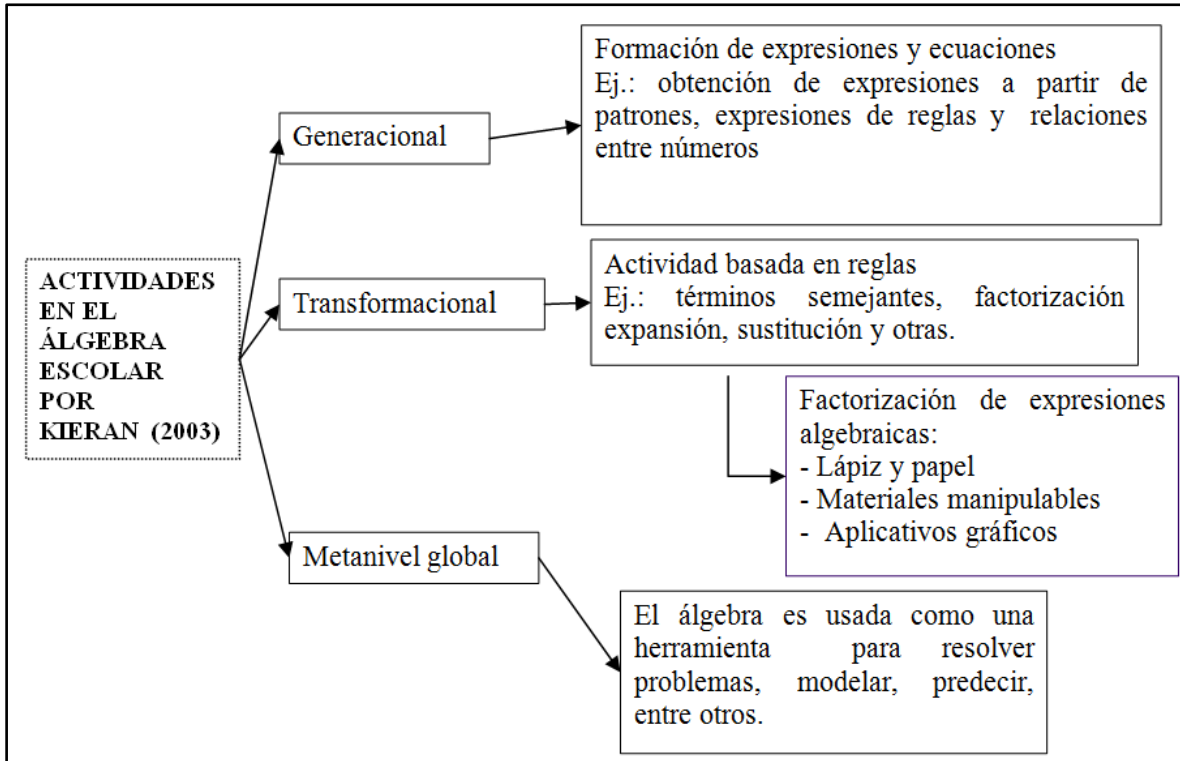 ACTIVIDADES
EN EL
ÁLGEBRA
ESCOLAR
POR
KIERAN (2003)
Generacional
Formación de expresiones y ecuaciones
Ej.: obtención de expresiones a partir de
patrones, expresiones de reglas y relaciones
entre números
Transformacional
Actividad basada en reglas
Ej.: términos semejantes, factorización
expansión, sustitución y otras.
Factorización de expresiones
algebraicas:
- Lápiz y papel
- Materiales manipulables
- Aplicativos gráficos
Metanivel global
El álgebra es usada como una
herramienta para resolver
problemas, modelar, predecir,
entre otros.